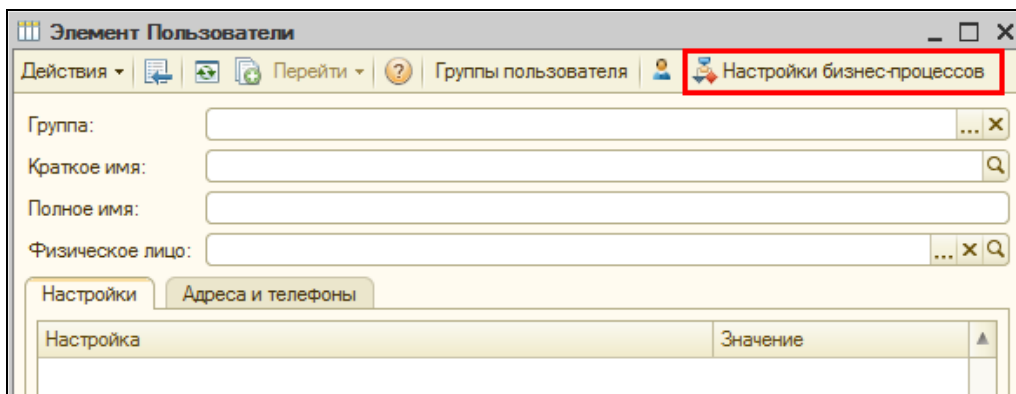 Элемент Пользователи
Действия Перейти Группы пользователя Настройки бизнес-процессов
Группа:
Краткое имя:
Полное имя:
Физическое лицо:
Настройки Адреса и телефоны
Настройка Значение